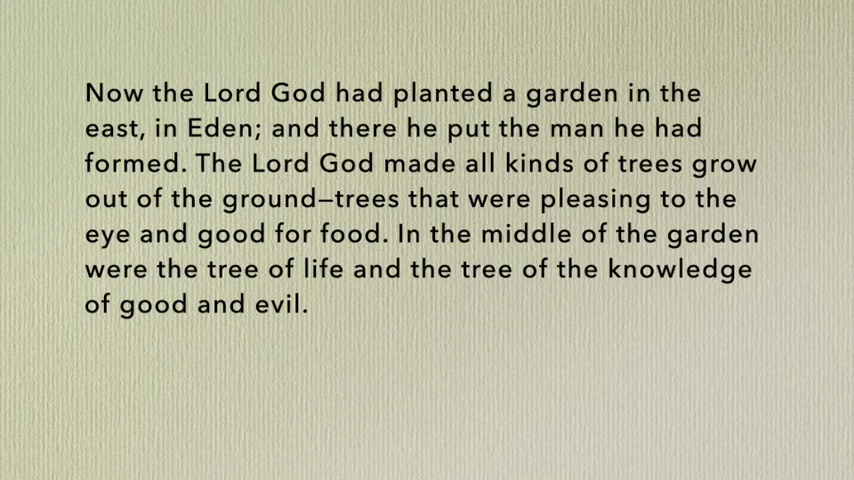 Now the Lord God had planted a garden in the
east, in Eden; and there he put the man he had
formed. The Lord God made all kinds of trees grow
out of the ground—trees that were pleasing to the
eye and good for food. In the middle of the garden
were the tree of life and the tree of the knowledge
of good and evil.